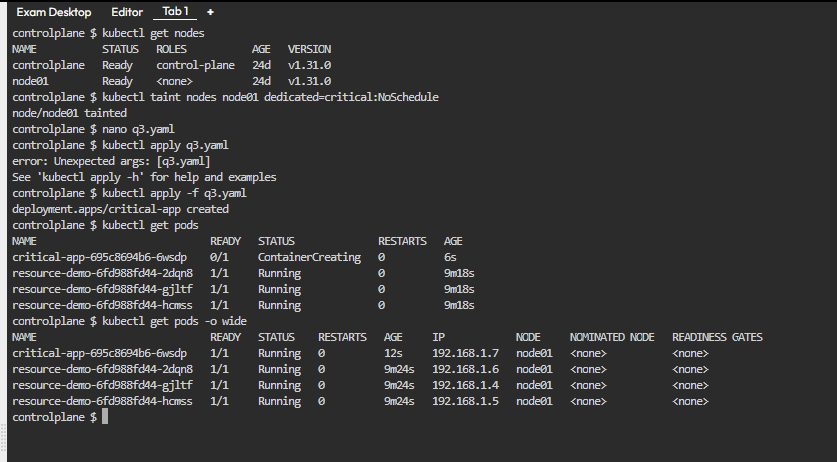 Exam Desktop Editor Tab 1 +
controlplane $ kubectl get nodes
NAME STATUS ROLES AGE VERSION
controlplane Ready control-plane 24d v1.31.0
node01 Ready <none> 24d v1.31.0
controlplane $ kubectl taint nodes node01 dedicated=critical:NoSchedule
node/node01 tainted
controlplane $ nano q3.yaml
controlplane $ kubectl apply q3.yaml
error: Unexpected args: [q3.yaml]
See 'kubectl apply -h' for help and examples
controlplane $ kubectl apply -f q3.yaml
deployment.apps/critical-app created
controlplane $ kubectl get pods
NAME READY STATUS RESTARTS AGE
critical-app-695c8694b6-6wsdp 0/1 ContainerCreating 0 6s
resource-demo-6fd988fd44-2dqn8 1/1 Running 0 9m18s
resource-demo-6fd988fd44-gjltf 1/1 Running 0 9m18s
resource-demo-6fd988fd44-hcmss 1/1 Running 0 9m18s
controlplane $ kubectl get pods -o wide
NAME READY STATUS RESTARTS AGE IP NODE NOMINATED NODE READINESS GATES
critical-app-695c8694b6-6wsdp 1/1 Running 0 12s 192.168.1.7 node01 <none> <none>
resource-demo-6fd988fd44-2dqn8 1/1 Running 0 9m24s 192.168.1.6 node01 <none> <none>
resource-demo-6fd988fd44-gjltf 1/1 Running 0 9m24s 192.168.1.4 node01 <none> <none>
resource-demo-6fd988fd44-hcmss 1/1 Running 0 9m24s 192.168.1.5 node01 <none> <none>
controlplane $